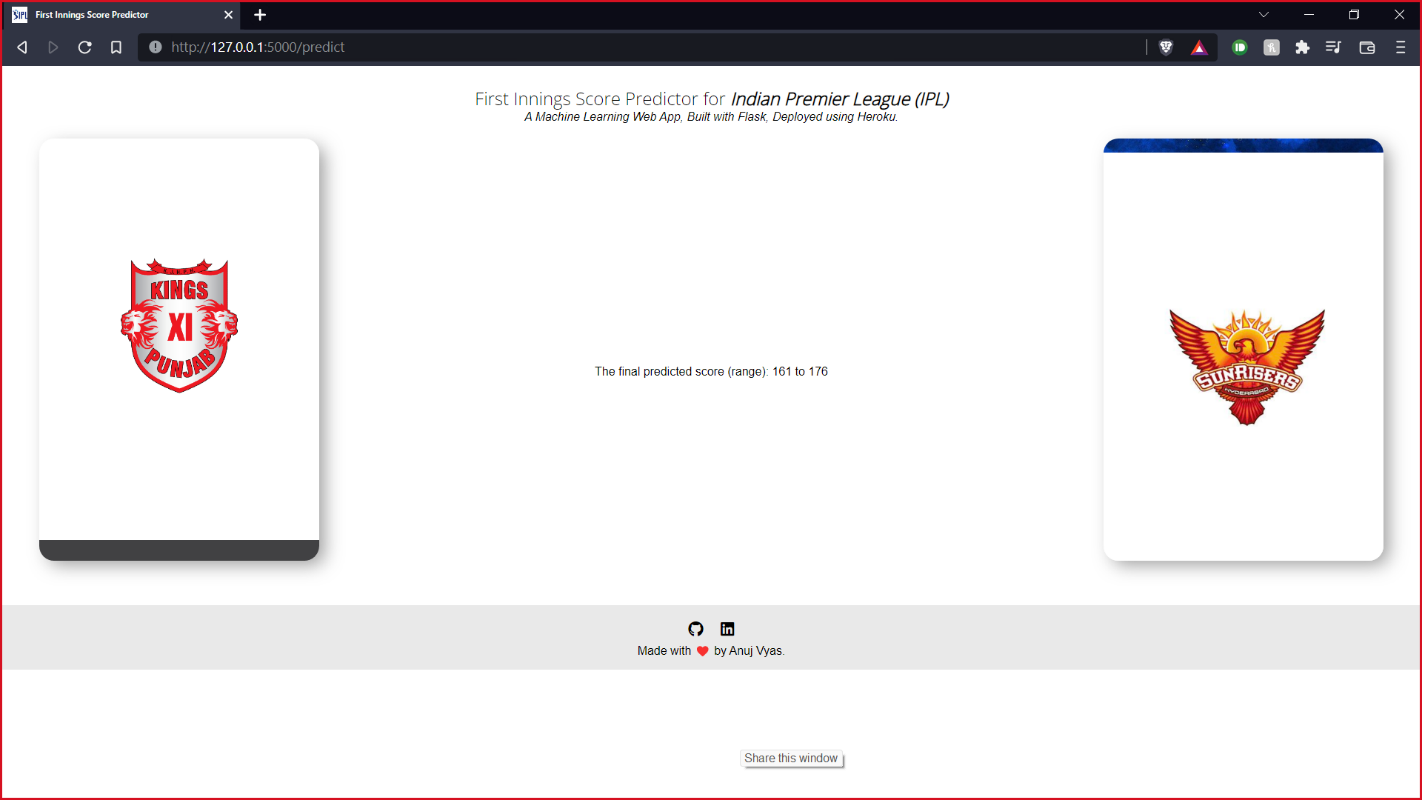 First Innings Score Predictor
http://127.0.0.1:5000/predict
First Innings Score Predictor for Indian Premier League (IPL)
A Machine Learning Web App, Built with Flask, Deployed using Heroku.
KINGS
XI
PUNJAB
The final predicted score (range): 161 to 176
SUNRISERS
HYDERABAD
Made with ❤️ by Anuj Vyas.
Share this window